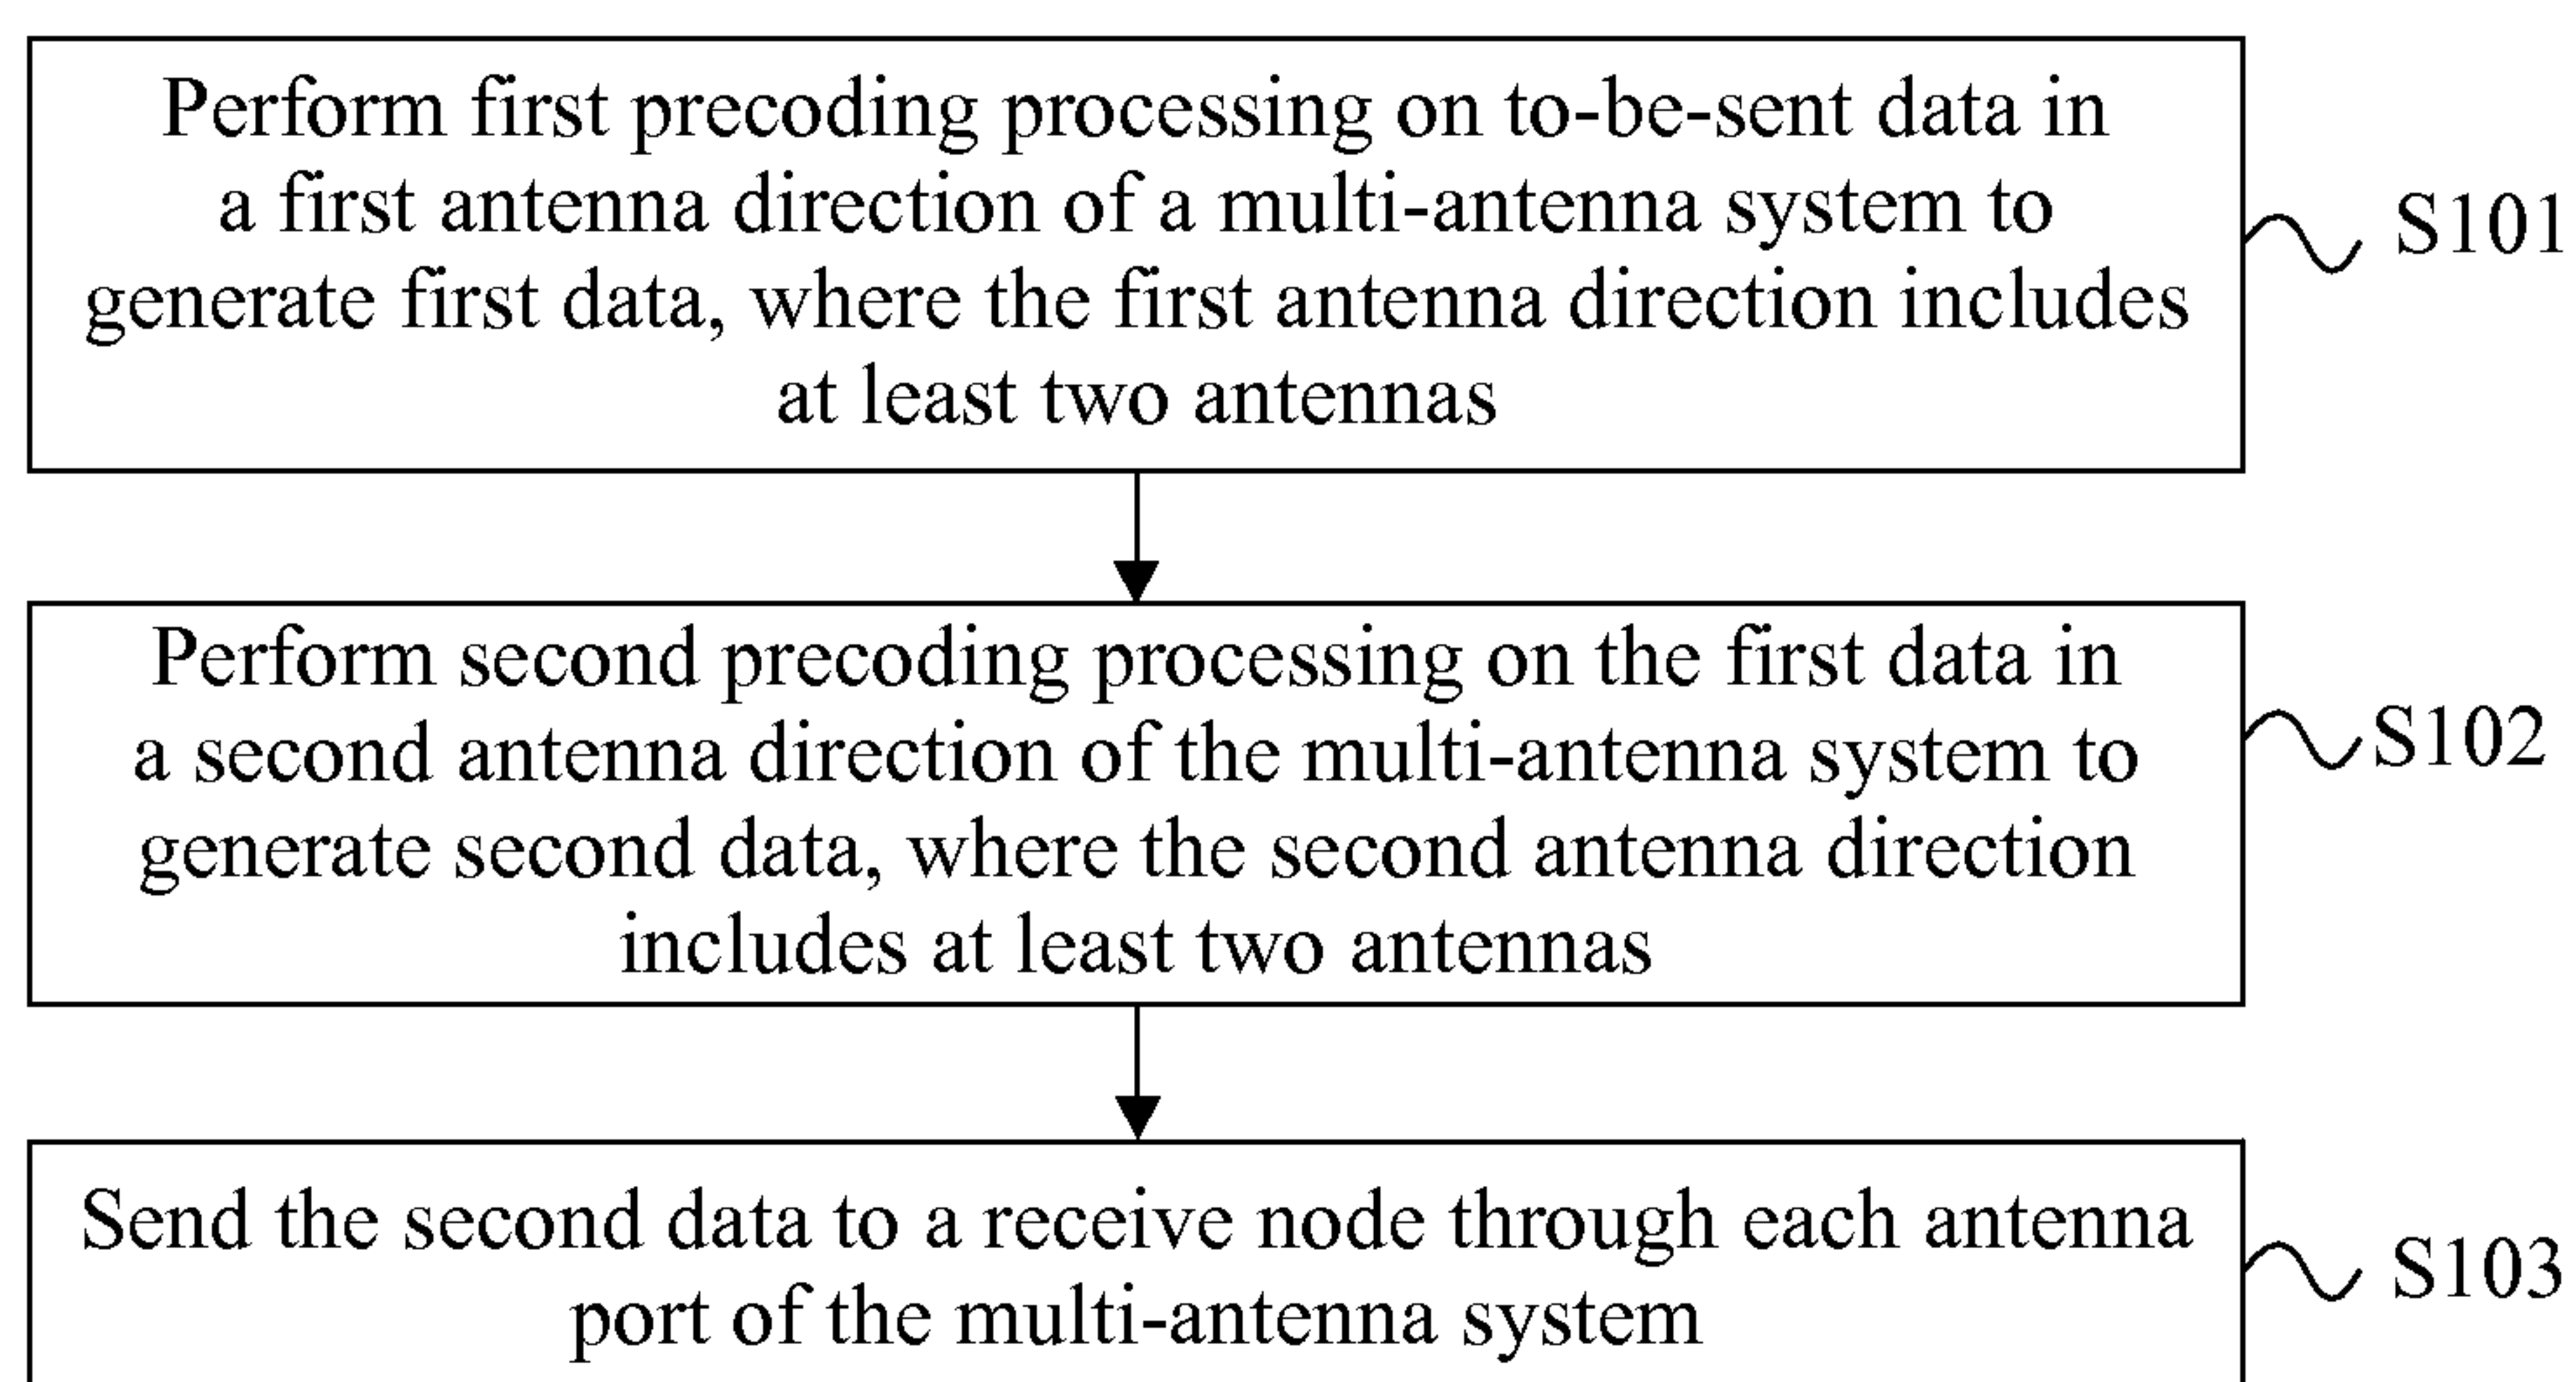 Perform first precoding processing on to-be-sent data in
a first antenna direction of a multi-antenna system to
generate first data, where the first antenna direction includes
at least two antennas
S101
Perform second precoding processing on the first data in
a second antenna direction of the multi-antenna system to
generate second data, where the second antenna direction
includes at least two antennas
S102
Send the second data to a receive node through each antenna
port of the multi-antenna system
S103